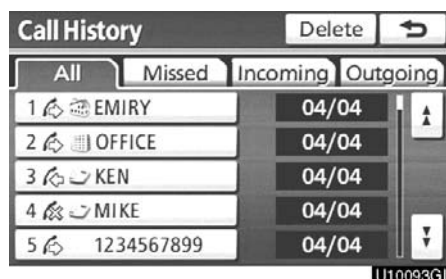 Call History Delete
All Missed Incoming Outgoing
1 EMIRY 04/04
2 OFFICE 04/04
3 KEN 04/04
4 MIKE 04/04
5 1234567899 04/04
U10093G